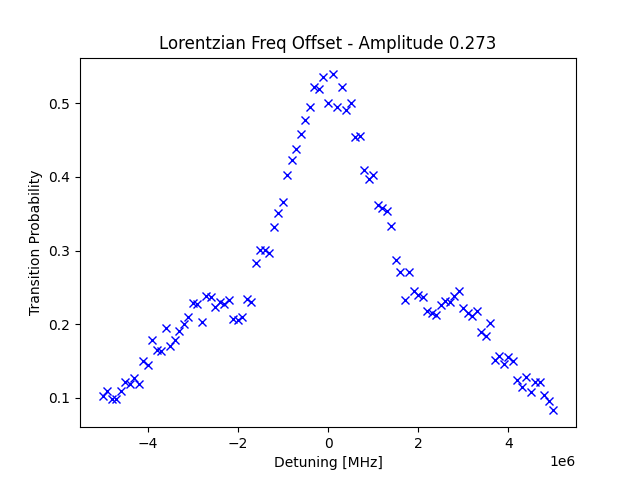 Lorentzian Freq Offset - Amplitude 0.273
Transition Probability
0.5
0.4
0.3
0.2
0.1
−4
−2
0
2
4
1e6
Detuning [MHz]